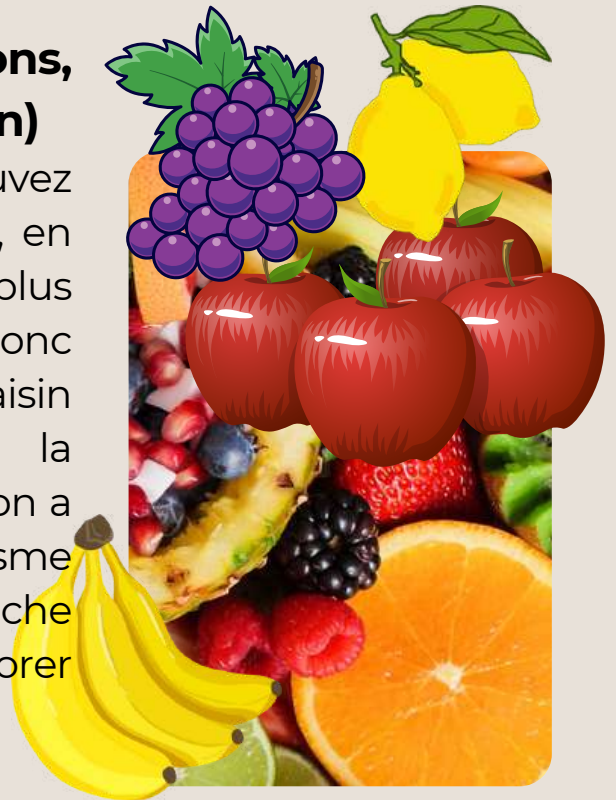 ons,
n)
uvez
, en
plus
onc
aisin
la
on a
sme
che
orer